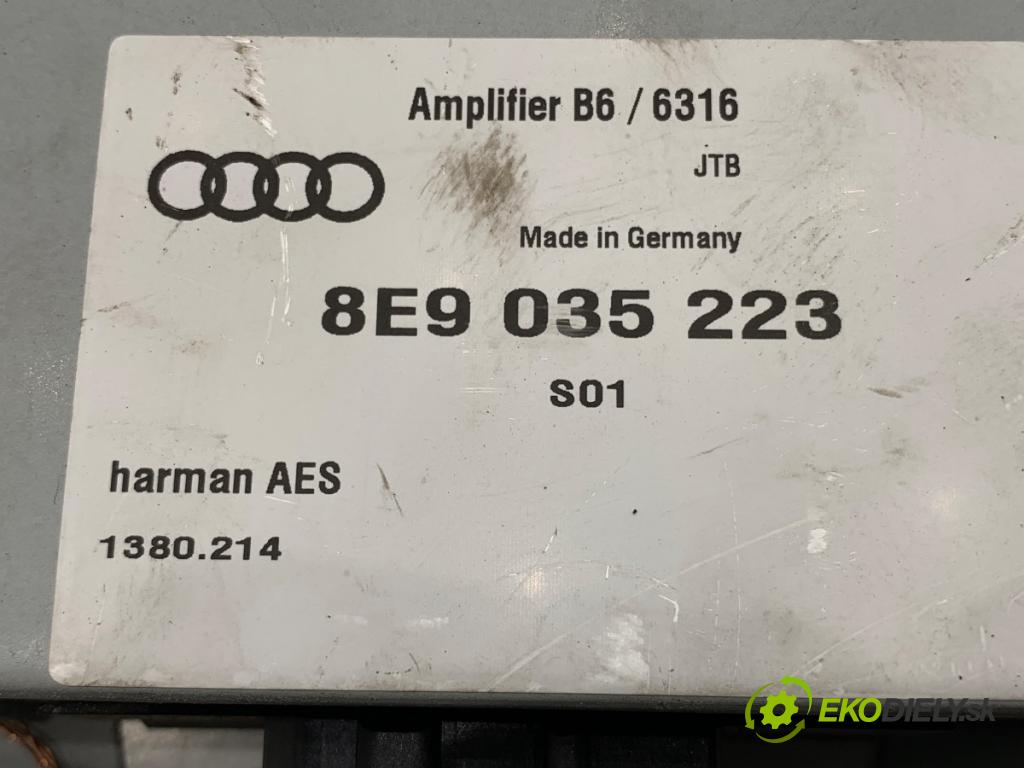 Amplifier B6 / 6316
JTB
Made in Germany
8E9 035 223
S01
harman AES
1380.214
EKODIELY.sk